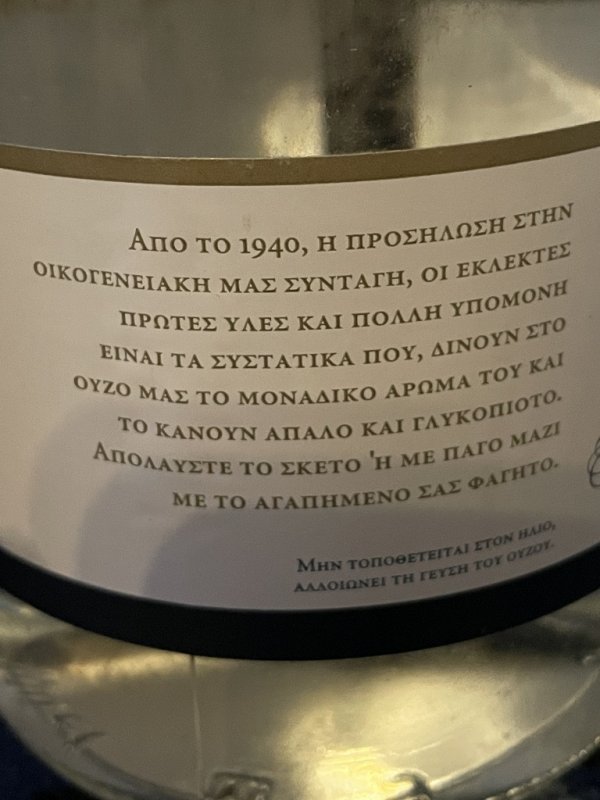 Απο το 1940, η προσηλωση στην
οικογενειακη μας συνταγη, οι εκλεκτες
πρωτες υλες και πολλη υπομονη
ειναι τα συστατικα που, δινουν στο
ουζο μας το μοναδικο αρωμα του και
το κανουν απαλο και γλυκοπιοτο.
Απολαυστε το σκετο 'η με παγο μαζι
με το αγαπημενο σας φαγητο.
Μην τοποθετειται στον ηλιο,
αλλοιωνει τη γευση του ουζου.